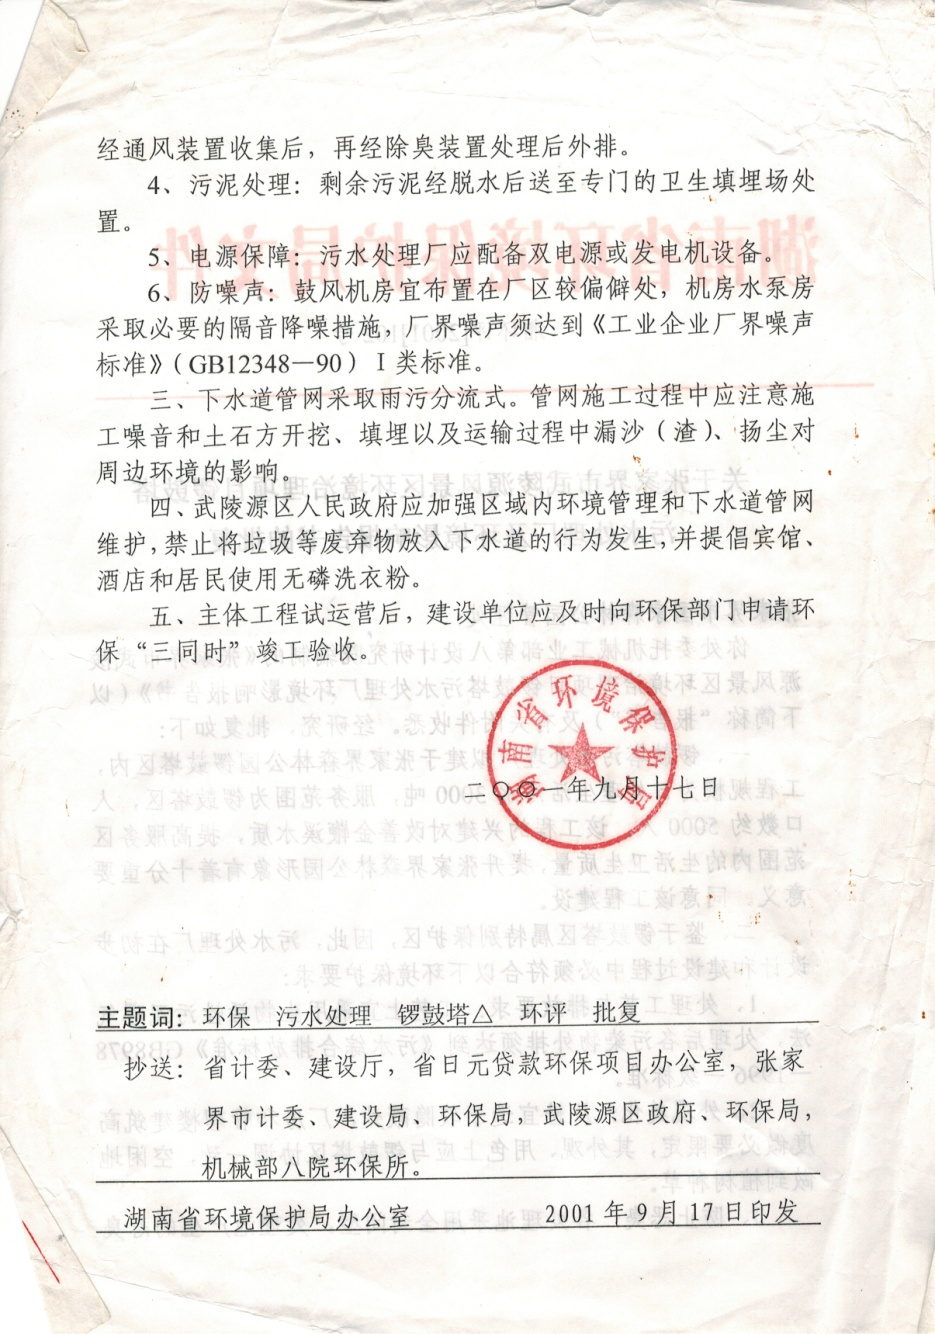 经通风装置收集后，再经除臭装置处理后外排。
4、污泥处理：剩余污泥经脱水后送至专门的卫生填埋场处
置。
5、电源保障：污水处理厂应配备双电源或发电机设备。
6、防噪声：鼓风机房宜布置在厂区较偏僻处，机房水泵房
采取必要的隔音降噪措施，厂界噪声须达到《工业企业厂界噪声
标准》（GB12348—90）Ⅰ类标准。
三、下水道管网采取雨污分流式。管网施工过程中应注意施
工噪音和土石方开挖、填埋以及运输过程中漏沙（渣）、扬尘对
周边环境的影响。
四、武陵源区人民政府应加强区域内环境管理和下水道管网
维护，禁止将垃圾等废弃物放入下水道的行为发生，并提倡宾馆、
酒店和居民使用无磷洗衣粉。
五、主体工程试运营后，建设单位应及时向环保部门申请环
保“三同时”竣工验收。
湖南省环境保护局
二〇〇一年九月十七日
主题词：环保 污水处理 锣鼓塔△ 环评 批复
抄送：省计委、建设厅，省日元贷款环保项目办公室，张家
界市计委、建设局、环保局，武陵源区政府、环保局，
机械部八院环保所。
湖南省环境保护局办公室 2001年9月17日印发